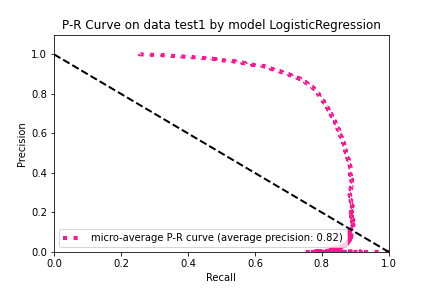 P-R Curve on data test1 by model LogisticRegression
Precision
1.0
0.8
0.6
0.4
0.2
0.0
micro-average P-R curve (average precision: 0.82)
0.0 0.2 0.4 0.6 0.8 1.0
Recall